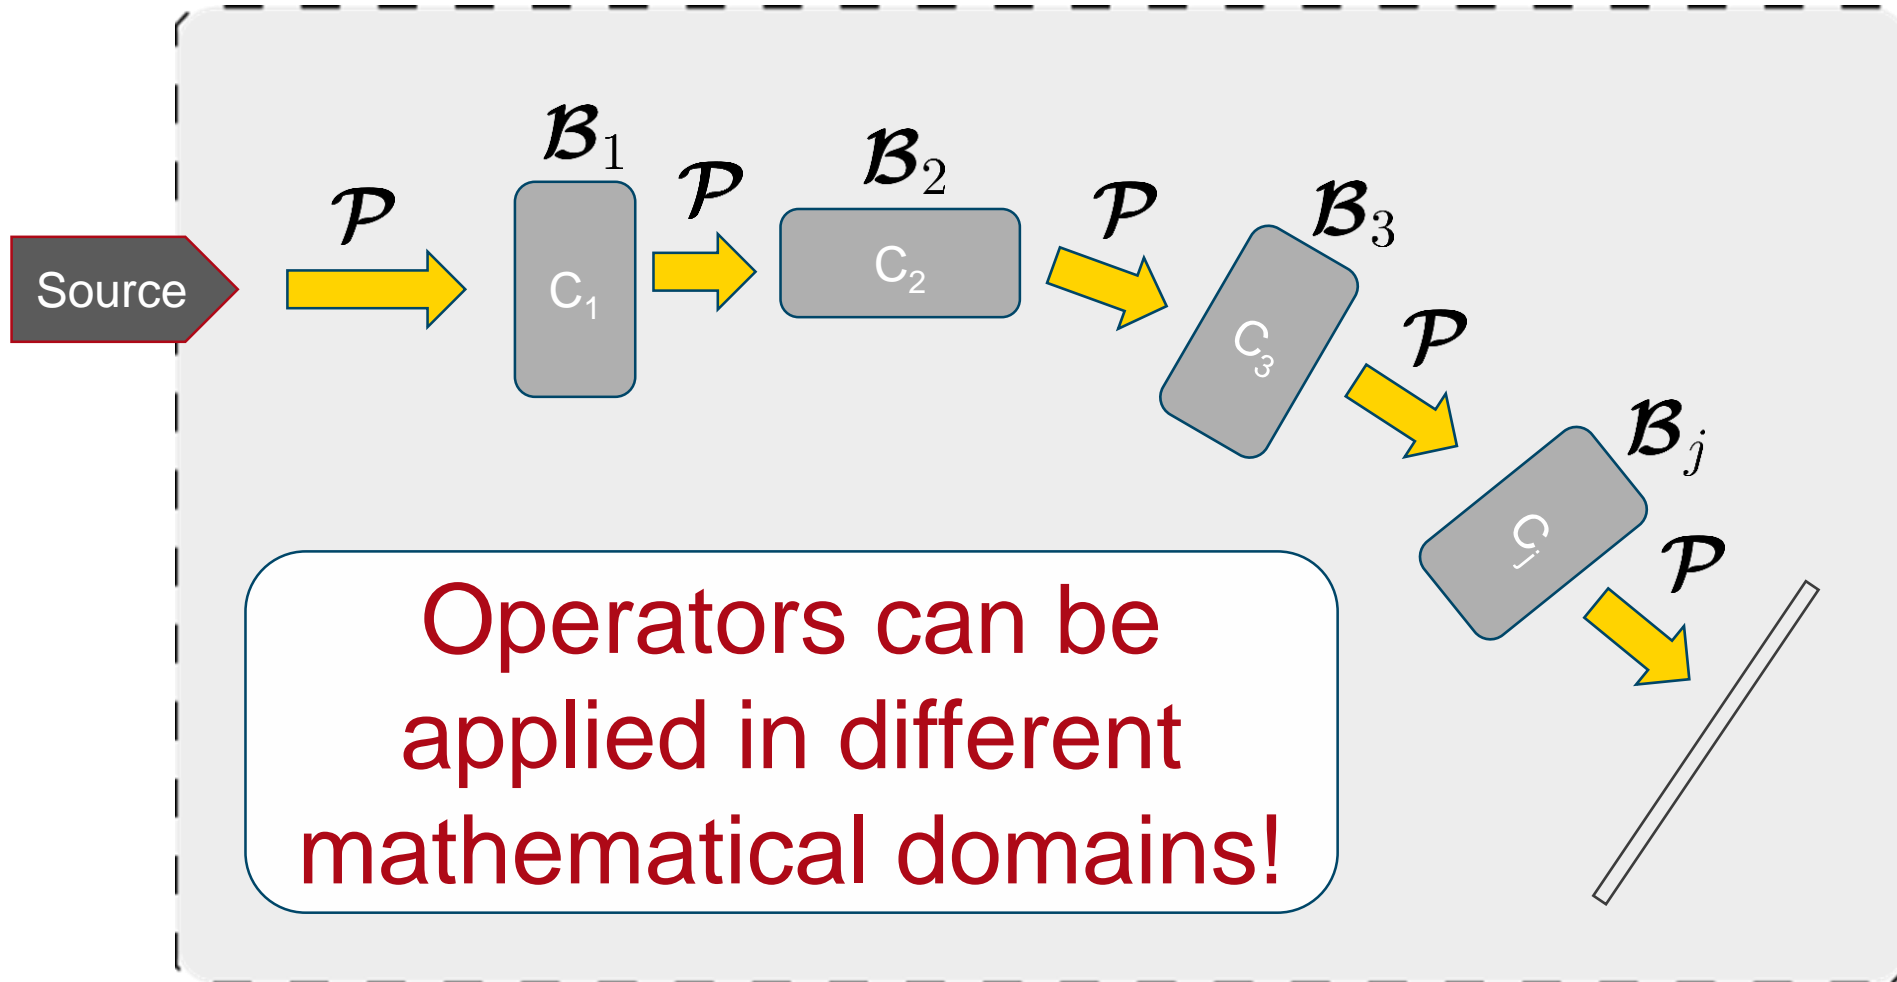 𝓑₁
𝓟
𝓟
𝓑₂
𝓟
𝓑₃
Source
C₁
C₂
C₃
𝓟
𝓑ⱼ
Cⱼ
𝓟
Operators can be
applied in different
mathematical domains!